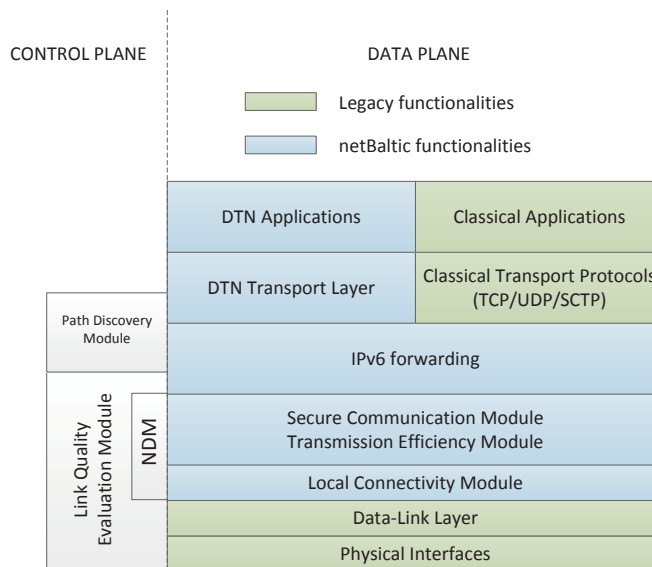 CONTROL PLANE
DATA PLANE
Legacy functionalities
netBaltic functionalities
DTN Applications
Classical Applications
DTN Transport Layer
Classical Transport Protocols
(TCP/UDP/SCTP)
Path Discovery
Module
IPv6 forwarding
Link Quality
Evaluation Module
NDM
Secure Communication Module
Transmission Efficiency Module
Local Connectivity Module
Data-Link Layer
Physical Interfaces